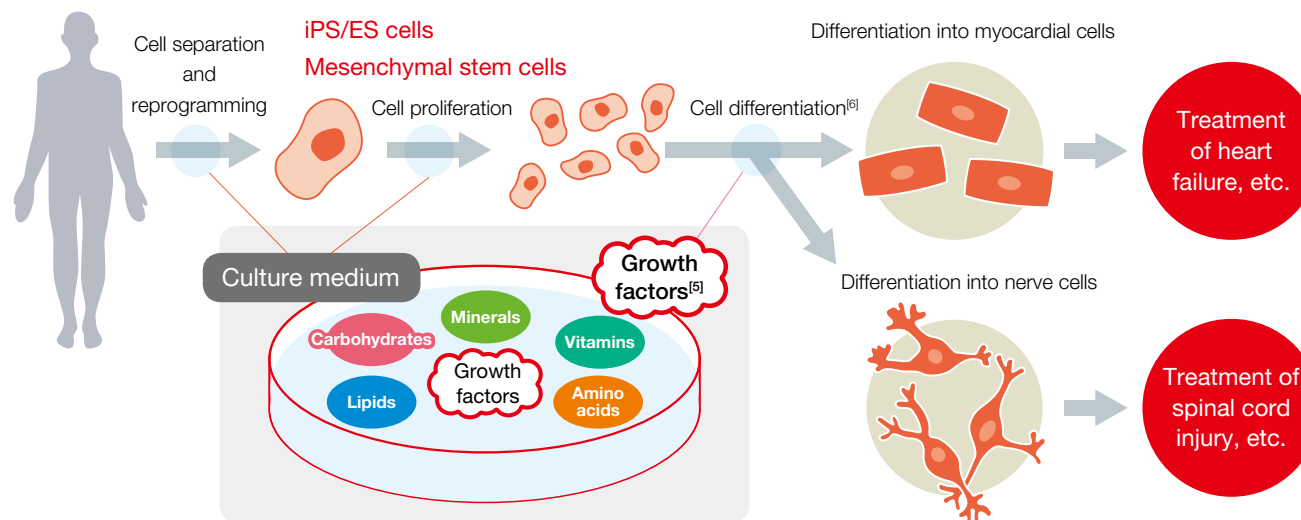 Cell separation
and
reprogramming
iPS/ES cells
Mesenchymal stem cells
Cell proliferation
Cell differentiation[6]
Differentiation into myocardial cells
Treatment
of heart
failure, etc.
Culture medium
Growth
factors[5]
Minerals
Carbohydrates
Vitamins
Growth
factors
Lipids
Amino
acids
Differentiation into nerve cells
Treatment of
spinal cord
injury, etc.